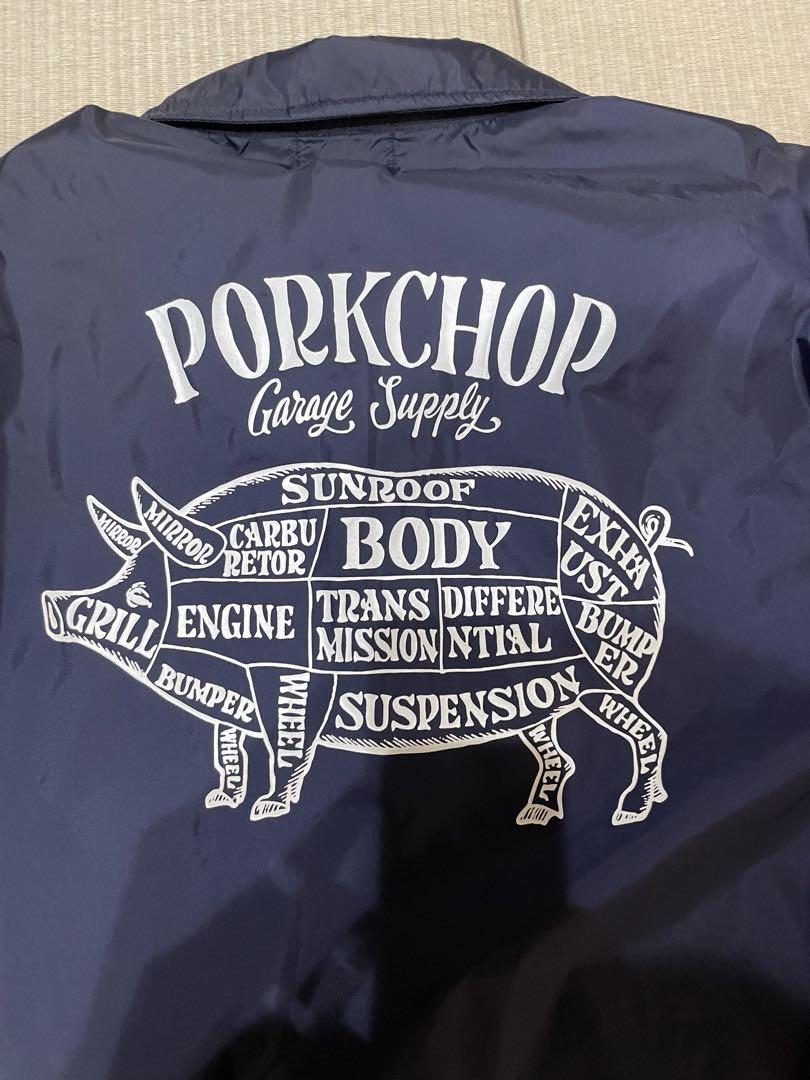 PORKCHOP
Garage Supply
SUNROOF
MIRROR
MIRROR
CARBU
RETOR
BODY
EXHA
UST
GRILL
ENGINE
TRANS
MISSION
DIFFERE
NTIAL
BUMP
ER
BUMPER
WHEEL
SUSPENSION
WHEEL
WHEEL
WHEEL